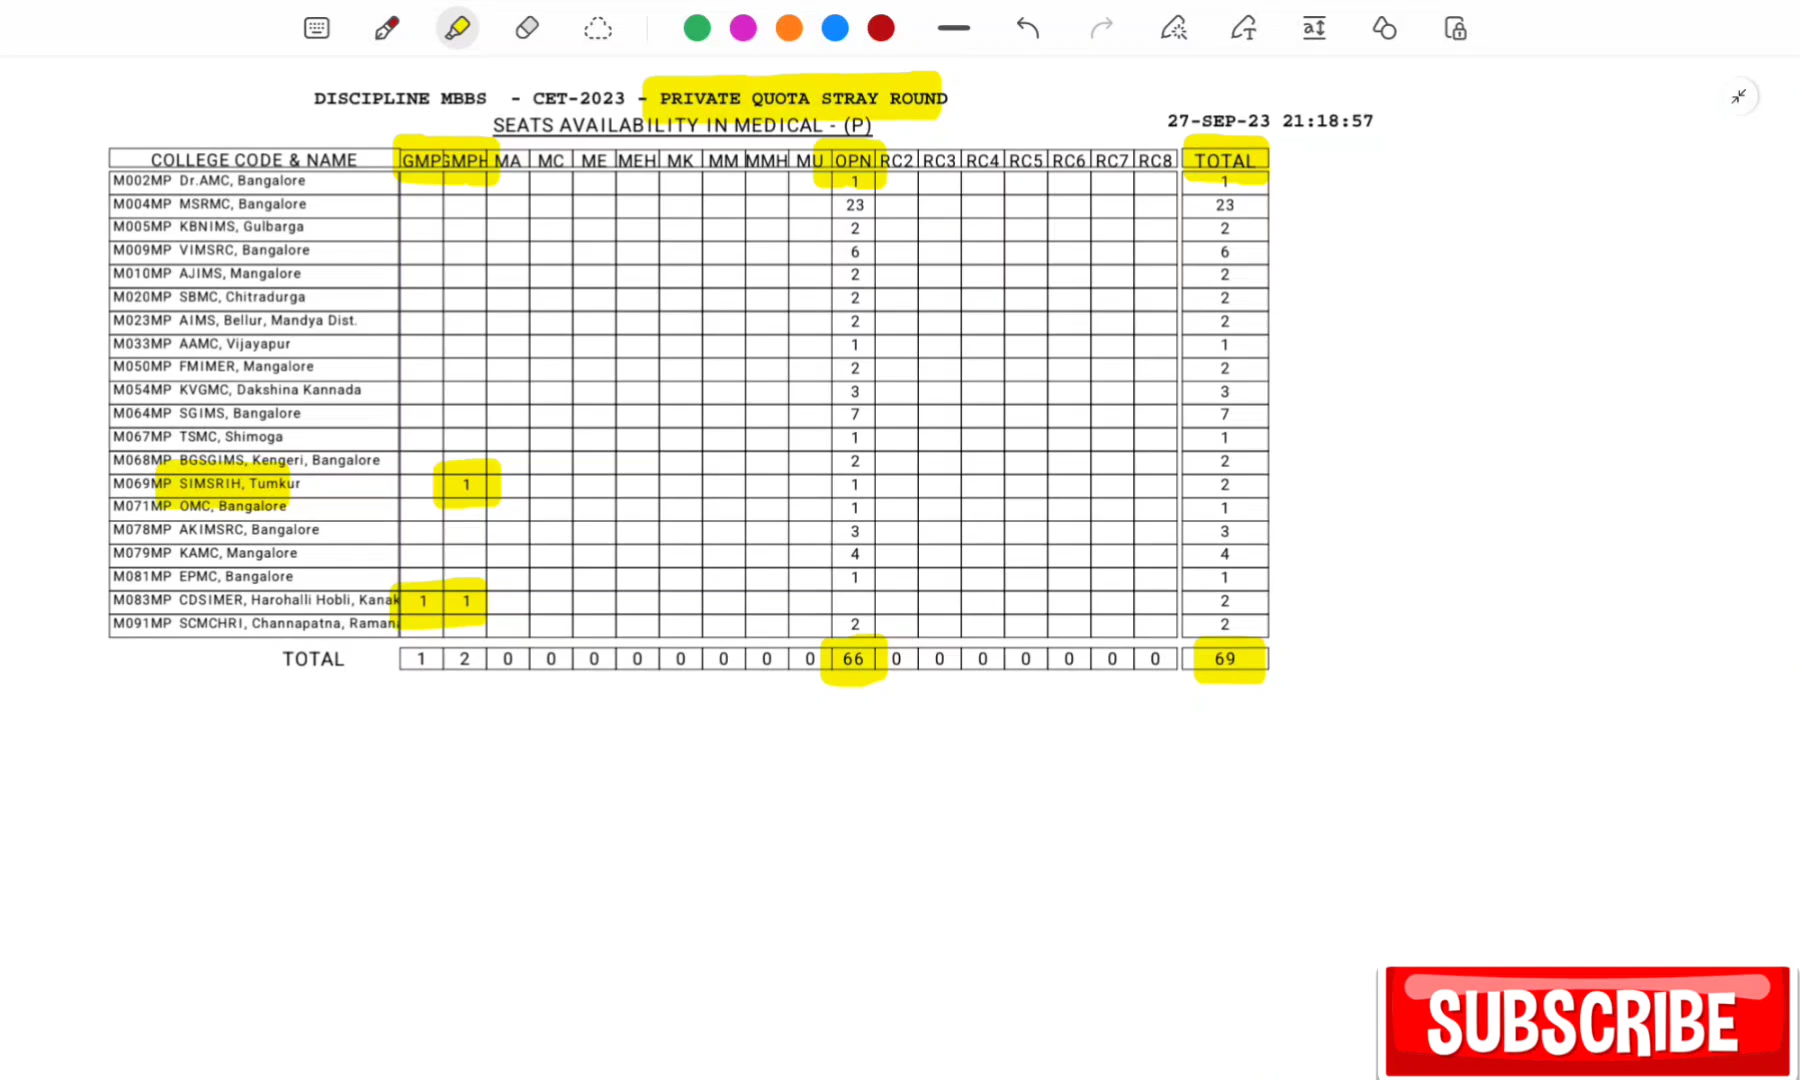 DISCIPLINE MBBS - CET-2023 - PRIVATE QUOTA STRAY ROUND
SEATS AVAILABILITY IN MEDICAL - (P)
27-SEP-23 21:18:57
COLLEGE CODE & NAME GMP GMPH MA MC ME MEH MK MM MMH MU OPN RC2 RC3 RC4 RC5 RC6 RC7 RC8 TOTAL
M002MP Dr.AMC, Bangalore 1 1
M004MP MSRMC, Bangalore 23 23
M005MP KBNIMS, Gulbarga 2 2
M009MP VIMSRC, Bangalore 6 6
M010MP AJIMS, Mangalore 2 2
M020MP SBMC, Chitradurga 2 2
M023MP AIMS, Bellur, Mandya Dist. 2 2
M033MP AAMC, Vijayapur 1 1
M050MP FMIMER, Mangalore 2 2
M054MP KVGMC, Dakshina Kannada 3 3
M064MP SGIMS, Bangalore 7 7
M067MP TSMC, Shimoga 1 1
M068MP BGSGIMS, Kengeri, Bangalore 2 2
M069MP SIMSRIH, Tumkur 1 1 2
M071MP OMC, Bangalore 1 1
M078MP AKIMSRC, Bangalore 3 3
M079MP KAMC, Mangalore 4 4
M081MP EPMC, Bangalore 1 1
M083MP CDSIMER, Harohalli Hobli, Kanak 1 1 2
M091MP SCMCHRI, Channapatna, Raman 2 2
TOTAL 1 2 0 0 0 0 0 0 0 0 66 0 0 0 0 0 0 0 69
SUBSCRIBE